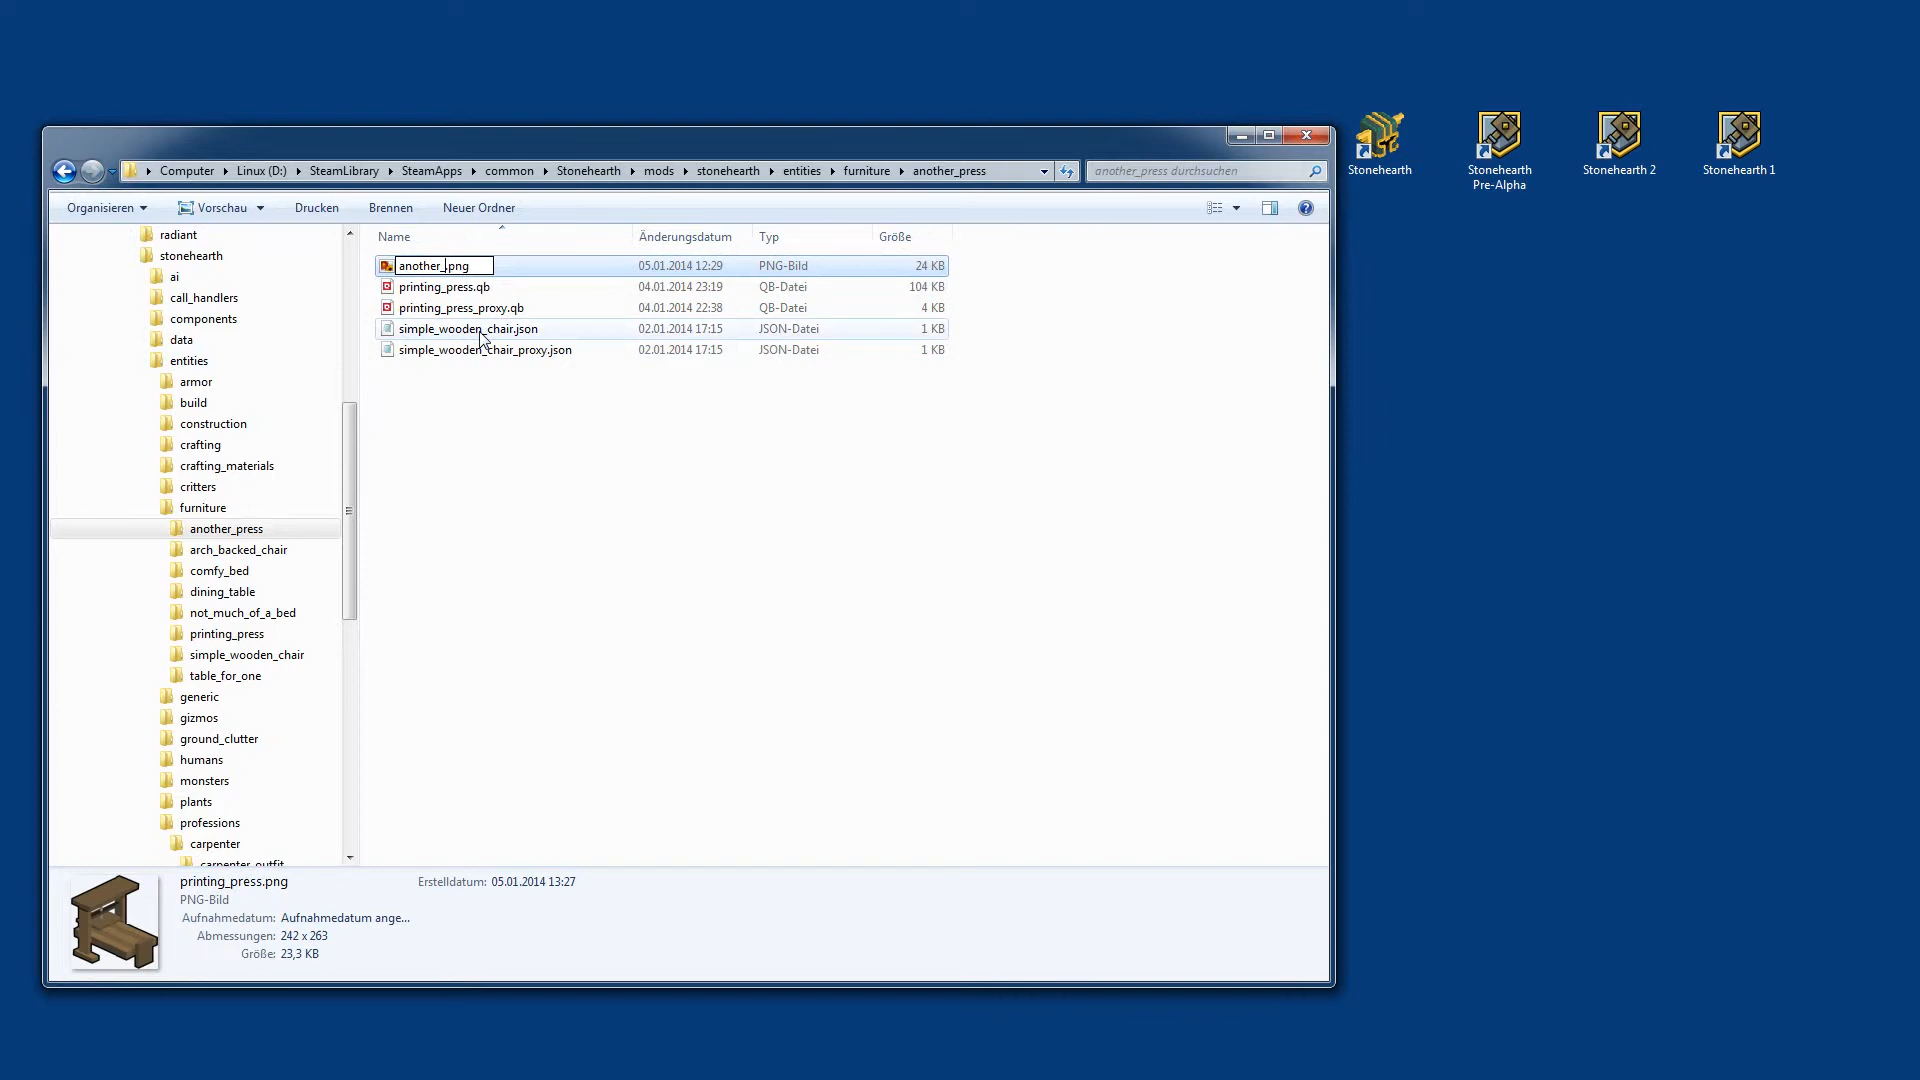 Computer Linux (D:) SteamLibrary SteamApps common Stonehearth mods stonehearth entities furniture another_press
another_press durchsuchen
Organisieren Vorschau Drucken Brennen Neuer Ordner
radiant
stonehearth
ai
call_handlers
components
data
entities
armor
build
construction
crafting
crafting_materials
critters
furniture
another_press
arch_backed_chair
comfy_bed
dining_table
not_much_of_a_bed
printing_press
simple_wooden_chair
table_for_one
generic
gizmos
ground_clutter
humans
monsters
plants
professions
carpenter
carpenter_outfit
Name Änderungsdatum Typ Größe
another_.png 05.01.2014 12:29 PNG-Bild 24 KB
printing_press.qb 04.01.2014 23:19 QB-Datei 104 KB
printing_press_proxy.qb 04.01.2014 22:38 QB-Datei 4 KB
simple_wooden_chair.json 02.01.2014 17:15 JSON-Datei 1 KB
simple_wooden_chair_proxy.json 02.01.2014 17:15 JSON-Datei 1 KB
printing_press.png Erstelldatum: 05.01.2014 13:27
PNG-Bild
Aufnahmedatum: Aufnahmedatum ange...
Abmessungen: 242 x 263
Größe: 23,3 KB
Stonehearth
Stonehearth
Pre-Alpha
Stonehearth 2
Stonehearth 1